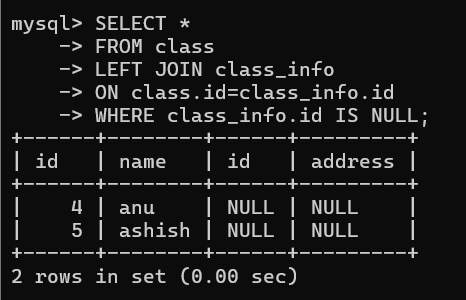 mysql> SELECT *
    -> FROM class
    -> LEFT JOIN class_info
    -> ON class.id=class_info.id
    -> WHERE class_info.id IS NULL;
+------+--------+------+---------+
| id   | name   | id   | address |
+------+--------+------+---------+
|    4 | anu    | NULL | NULL    |
|    5 | ashish | NULL | NULL    |
+------+--------+------+---------+
2 rows in set (0.00 sec)